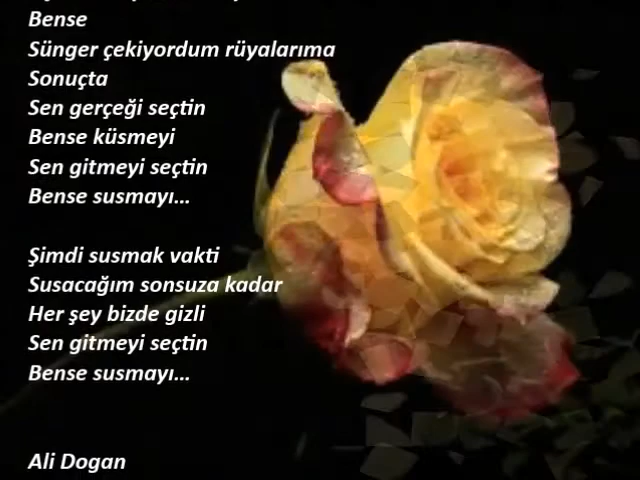 Bense
Sünger çekiyordum rüyalarıma
Sonuçta
Sen gerçeği seçtin
Bense küsmeyi
Sen gitmeyi seçtin
Bense susmayı...
Şimdi susmak vakti
Susacağım sonsuza kadar
Her şey bizde gizli
Sen gitmeyi seçtin
Bense susmayı...
Ali Dogan